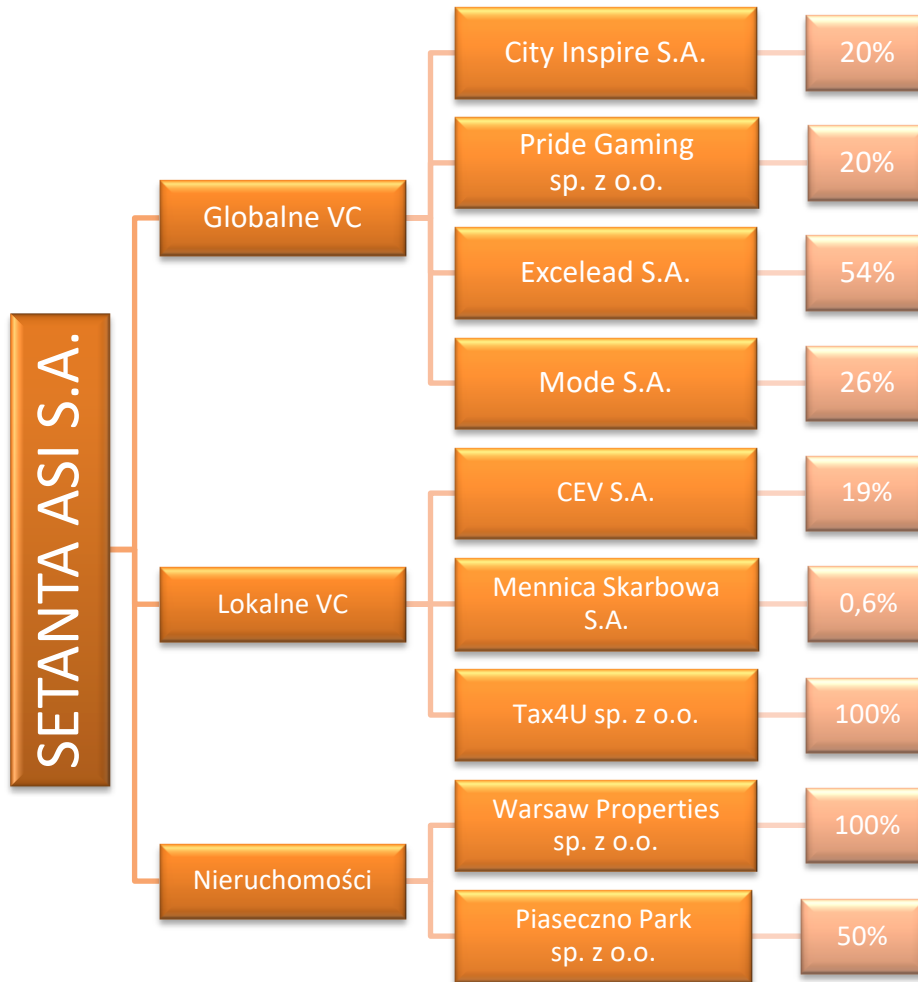 SETANTA ASI S.A.
Globalne VC
City Inspire S.A.
20%
Pride Gaming
sp. z o.o.
20%
Excelead S.A.
54%
Mode S.A.
26%
Lokalne VC
CEV S.A.
19%
Mennica Skarbowa
S.A.
0,6%
Tax4U sp. z o.o.
100%
Nieruchomości
Warsaw Properties
sp. z o.o.
100%
Piaseczno Park
sp. z o.o.
50%